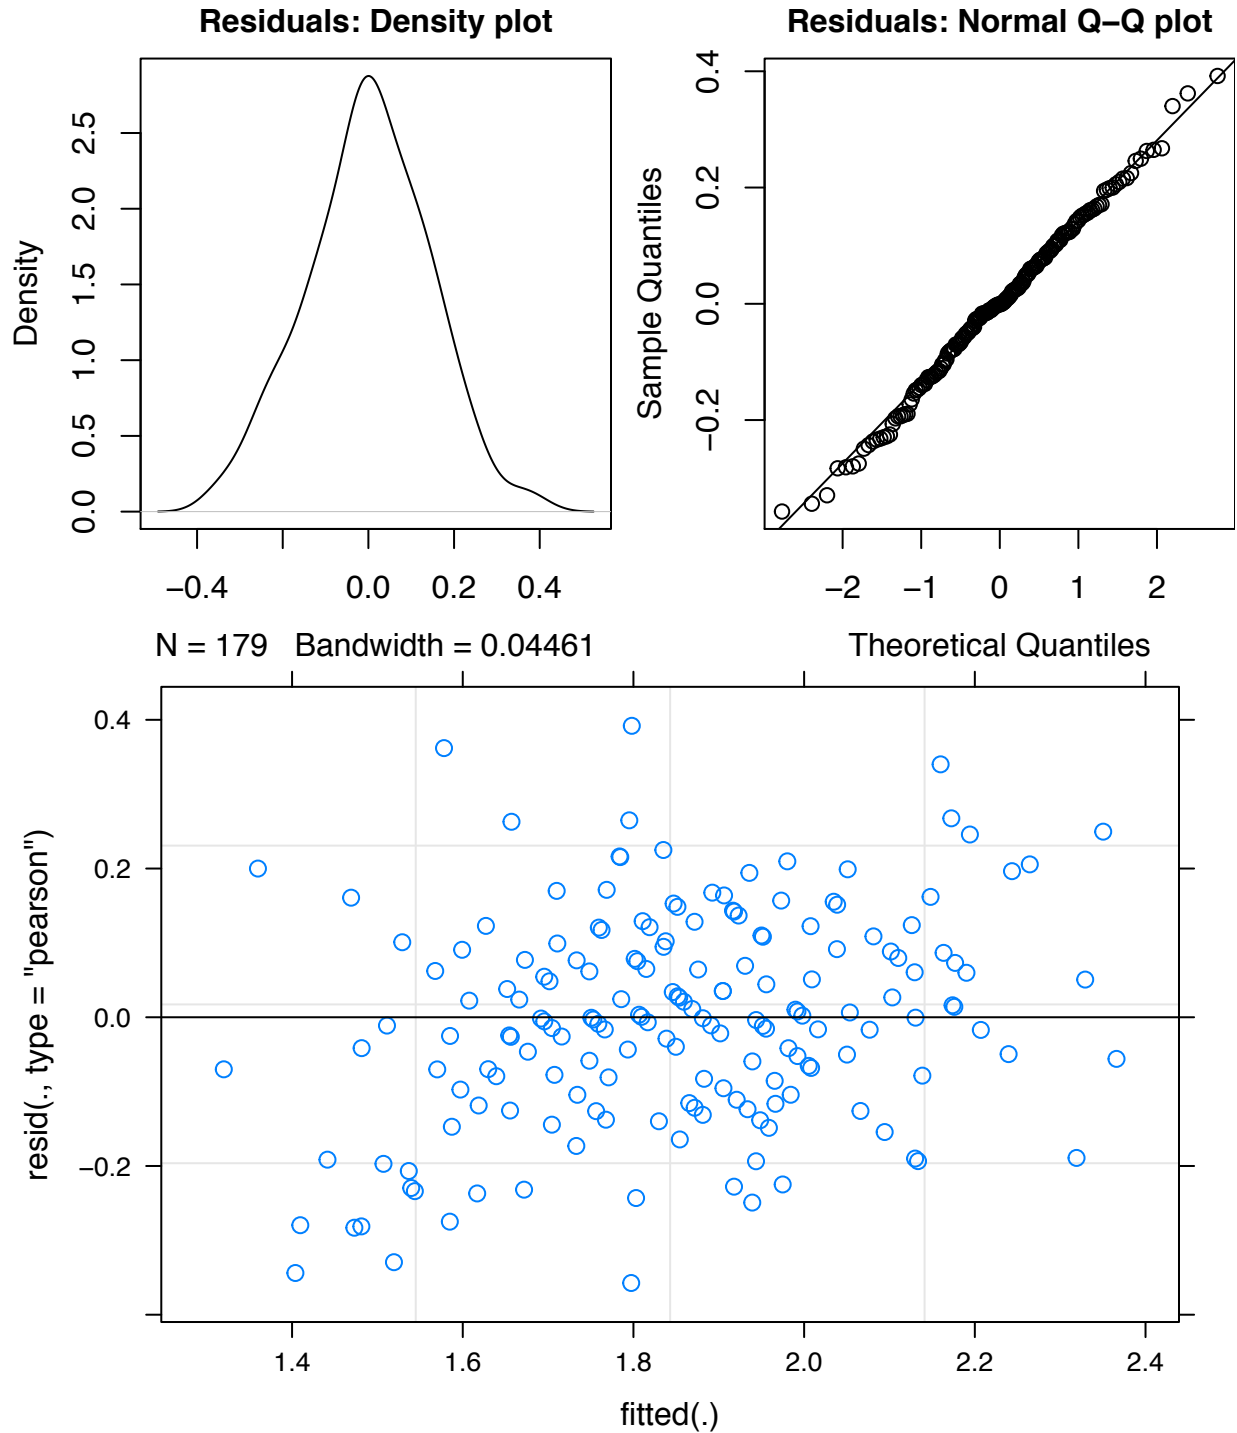 Residuals: Density plot
Density
0.0 0.5 1.0 1.5 2.0 2.5
−0.4 0.0 0.2 0.4
N = 179 Bandwidth = 0.04461
Residuals: Normal Q−Q plot
Sample Quantiles
−0.2 0.0 0.2 0.4
−2 −1 0 1 2
Theoretical Quantiles
resid(., type = "pearson")
0.4
0.2
0.0
−0.2
1.4 1.6 1.8 2.0 2.2 2.4
fitted(.)